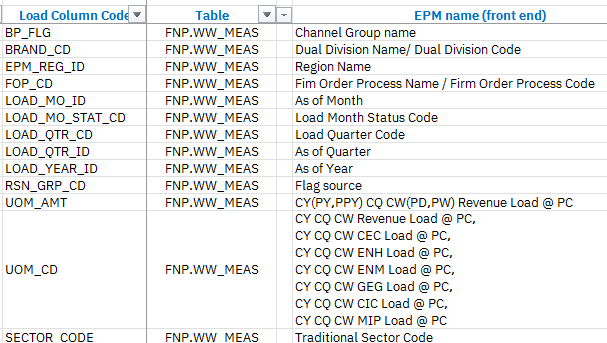 Load Column Code Table EPM name (front end)
BP_FLG FNP.WW_MEAS Channel Group name
BRAND_CD FNP.WW_MEAS Dual Division Name/ Dual Division Code
EPM_REG_ID FNP.WW_MEAS Region Name
FOP_CD FNP.WW_MEAS Fim Order Process Name / Firm Order Process Code
LOAD_MO_ID FNP.WW_MEAS As of Month
LOAD_MO_STAT_CD FNP.WW_MEAS Load Month Status Code
LOAD_QTR_CD FNP.WW_MEAS Load Quarter Code
LOAD_QTR_ID FNP.WW_MEAS As of Quarter
LOAD_YEAR_ID FNP.WW_MEAS As of Year
RSN_GRP_CD FNP.WW_MEAS Flag source
UOM_AMT FNP.WW_MEAS CY(PY,PPY) CQ CW(PD,PW) Revenue Load @ PC
CY CQ CW Revenue Load @ PC,
CY CQ CW CEC Load @ PC,
CY CQ CW ENH Load @ PC,
UOM_CD FNP.WW_MEAS CY CQ CW ENM Load @ PC,
CY CQ CW GEG Load @ PC,
CY CQ CW CIC Load @ PC,
CY CQ CW MIP Load @ PC
SECTOR_CODE FNP.WW_MEAS Traditional Sector Code